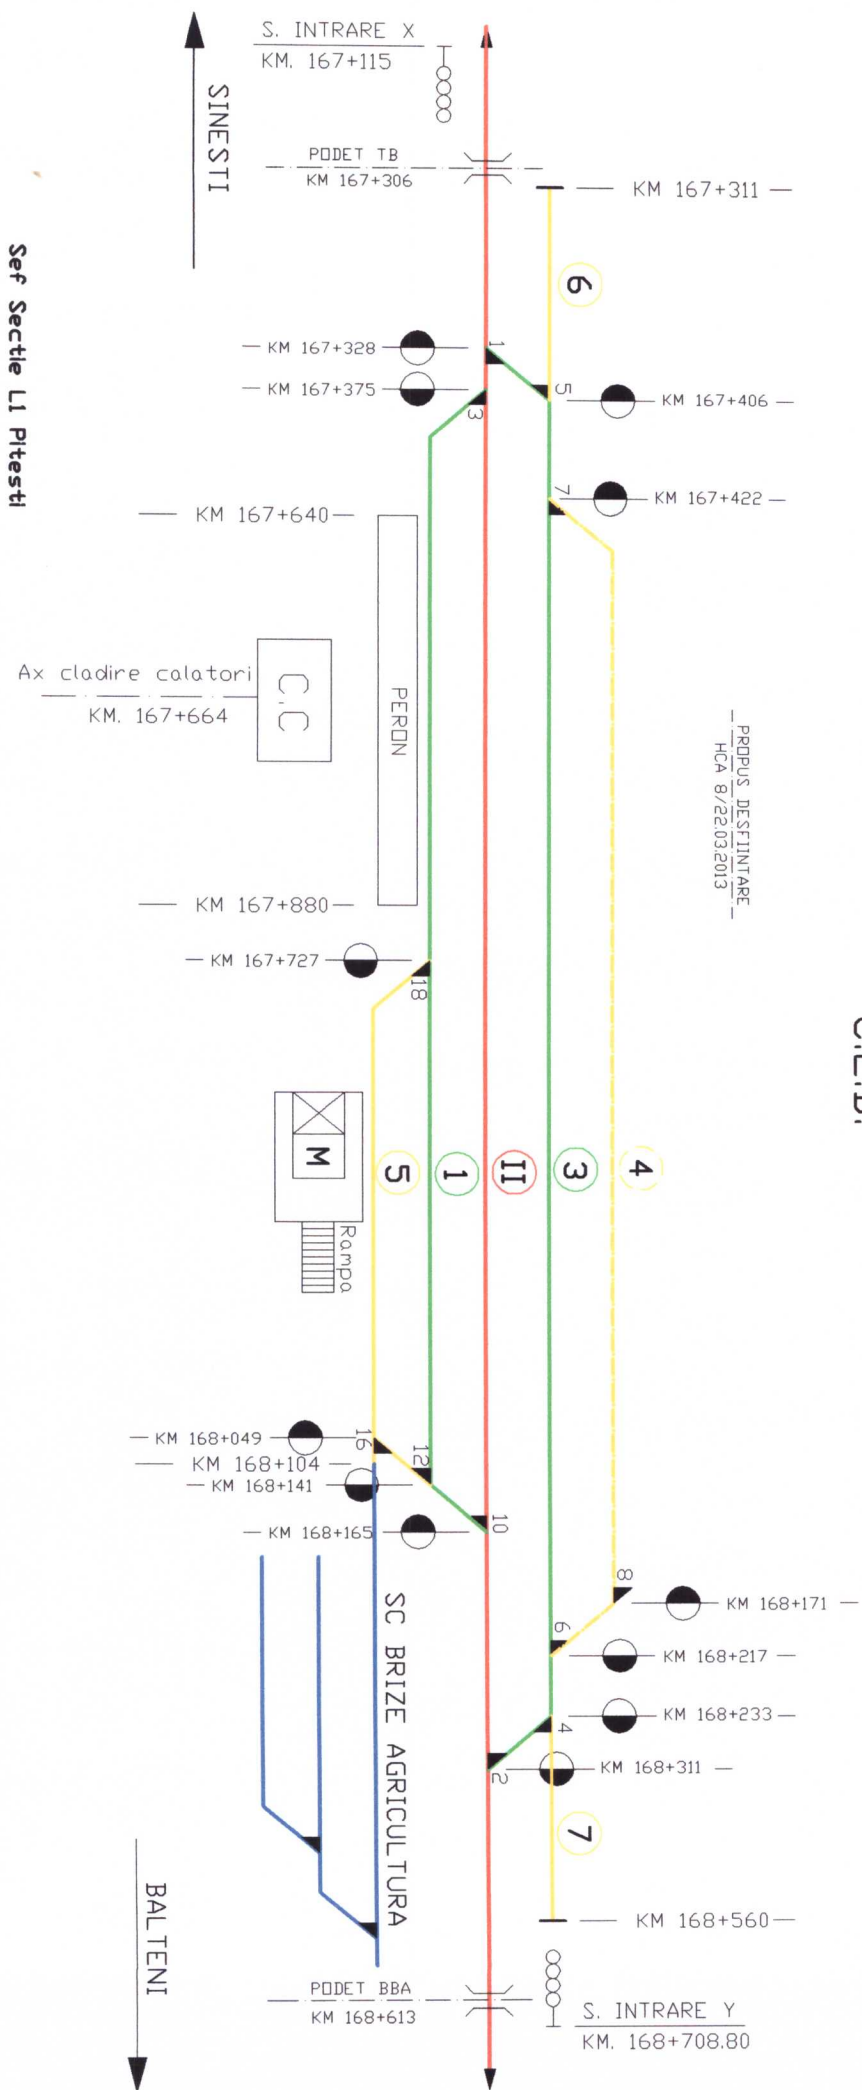 S. INTRARE X
KM. 167+115
SINESTI
PODET TB
KM 167+306
KM 167+311
6
KM 167+328
1
5
KM 167+406
KM 167+375
3
7
KM 167+422
KM 167+640
Sef Sectie L1 Pitesti
Ax cladire calatori
KM. 167+664
C.C
PERON
PROPUS DESFIINTARE
HCA 8/22.03.2013
KM 167+880
KM 167+727
18
M
Rampa
5
1
II
3
4
KM 168+049
16
KM 168+104
12
KM 168+141
10
KM 168+165
8
KM 168+171
6
KM 168+217
4
KM 168+233
2
KM 168+311
SC BRIZE AGRICULTURA
7
BALTENI
KM 168+560
PODET BBA
KM 168+613
S. INTRARE Y
KM. 168+708.80